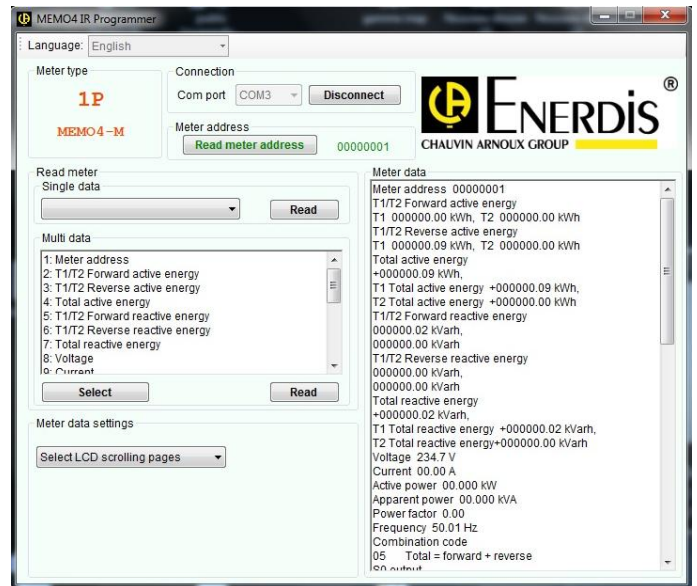 MEMO4 IR Programmer
Language: English
Meter type
1P
MEMO4-M
Connection
Com port COM3 Disconnect
Meter address
Read meter address 00000001
ENERDIS ®
CHAUVIN ARNOUX GROUP
Read meter
Single data
Read
Multi data
1: Meter address
2: T1/T2 Forward active energy
3: T1/T2 Reverse active energy
4: Total active energy
5: T1/T2 Forward reactive energy
6: T1/T2 Reverse reactive energy
7: Total reactive energy
8: Voltage
9: Current
Select Read
Meter data settings
Select LCD scrolling pages
Meter data
Meter address 00000001
T1/T2 Forward active energy
T1 000000.00 kWh, T2 000000.00 kWh
T1/T2 Reverse active energy
T1 000000.09 kWh, T2 000000.00 kWh
Total active energy
+000000.09 kWh,
T1 Total active energy +000000.09 kWh,
T2 Total active energy +000000.00 kWh
T1/T2 Forward reactive energy
000000.02 kVarh,
000000.00 kVarh
T1/T2 Reverse reactive energy
000000.00 kVarh,
000000.00 kVarh
Total reactive energy
+000000.02 kVarh,
T1 Total reactive energy +000000.02 kVarh,
T2 Total reactive energy+000000.00 kVarh
Voltage 234.7 V
Current 00.00 A
Active power 00.000 kW
Apparent power 00.000 kVA
Power factor 0.00
Frequency 50.01 Hz
Combination code
05 Total = forward + reverse
S0 output